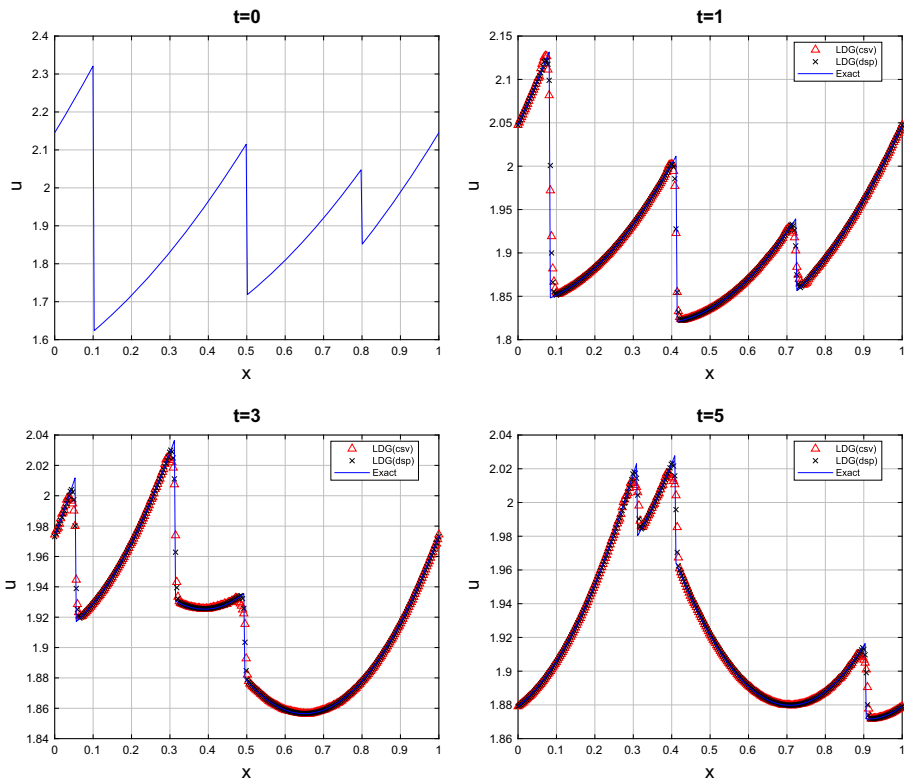 t=0
2.4
2.3
2.2
2.1
2
1.9
1.8
1.7
1.6
u
0 0.1 0.2 0.3 0.4 0.5 0.6 0.7 0.8 0.9 1
x
t=1
2.15
2.1
2.05
2
1.95
1.9
1.85
1.8
u
0 0.1 0.2 0.3 0.4 0.5 0.6 0.7 0.8 0.9 1
x
LDG(csv)
LDG(dsp)
Exact
t=3
2.04
2.02
2
1.98
1.96
1.94
1.92
1.9
1.88
1.86
1.84
u
0 0.1 0.2 0.3 0.4 0.5 0.6 0.7 0.8 0.9 1
x
LDG(csv)
LDG(dsp)
Exact
t=5
2.04
2.02
2
1.98
1.96
1.94
1.92
1.9
1.88
1.86
u
0 0.1 0.2 0.3 0.4 0.5 0.6 0.7 0.8 0.9 1
x
LDG(csv)
LDG(dsp)
Exact